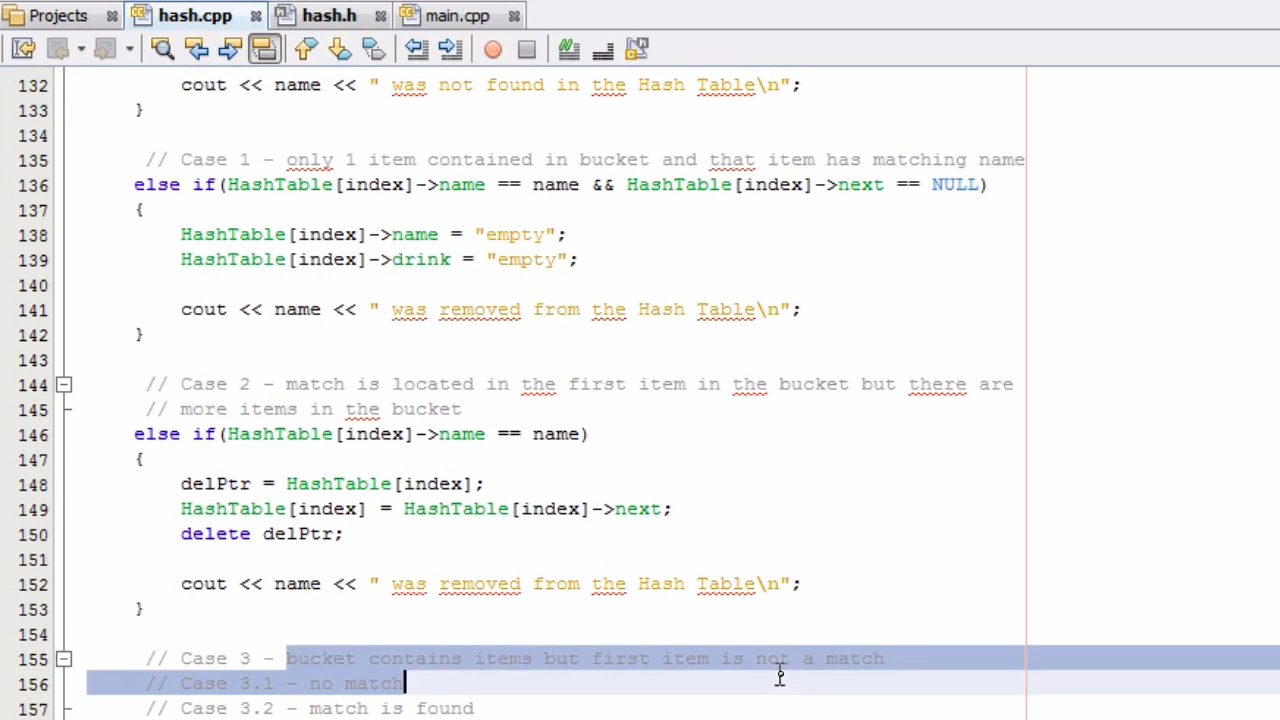 Projects hash.cpp hash.h main.cpp
132 cout << name << " was not found in the Hash Table\n";
133 }
134
135 // Case 1 - only 1 item contained in bucket and that item has matching name
136 else if(HashTable[index]->name == name && HashTable[index]->next == NULL)
137 {
138 HashTable[index]->name = "empty";
139 HashTable[index]->drink = "empty";
140
141 cout << name << " was removed from the Hash Table\n";
142 }
143
144 // Case 2 - match is located in the first item in the bucket but there are
145 // more items in the bucket
146 else if(HashTable[index]->name == name)
147 {
148 delPtr = HashTable[index];
149 HashTable[index] = HashTable[index]->next;
150 delete delPtr;
151
152 cout << name << " was removed from the Hash Table\n";
153 }
154
155 // Case 3 - bucket contains items but first item is not a match
156 // Case 3.1 - no match
157 // Case 3.2 - match is found